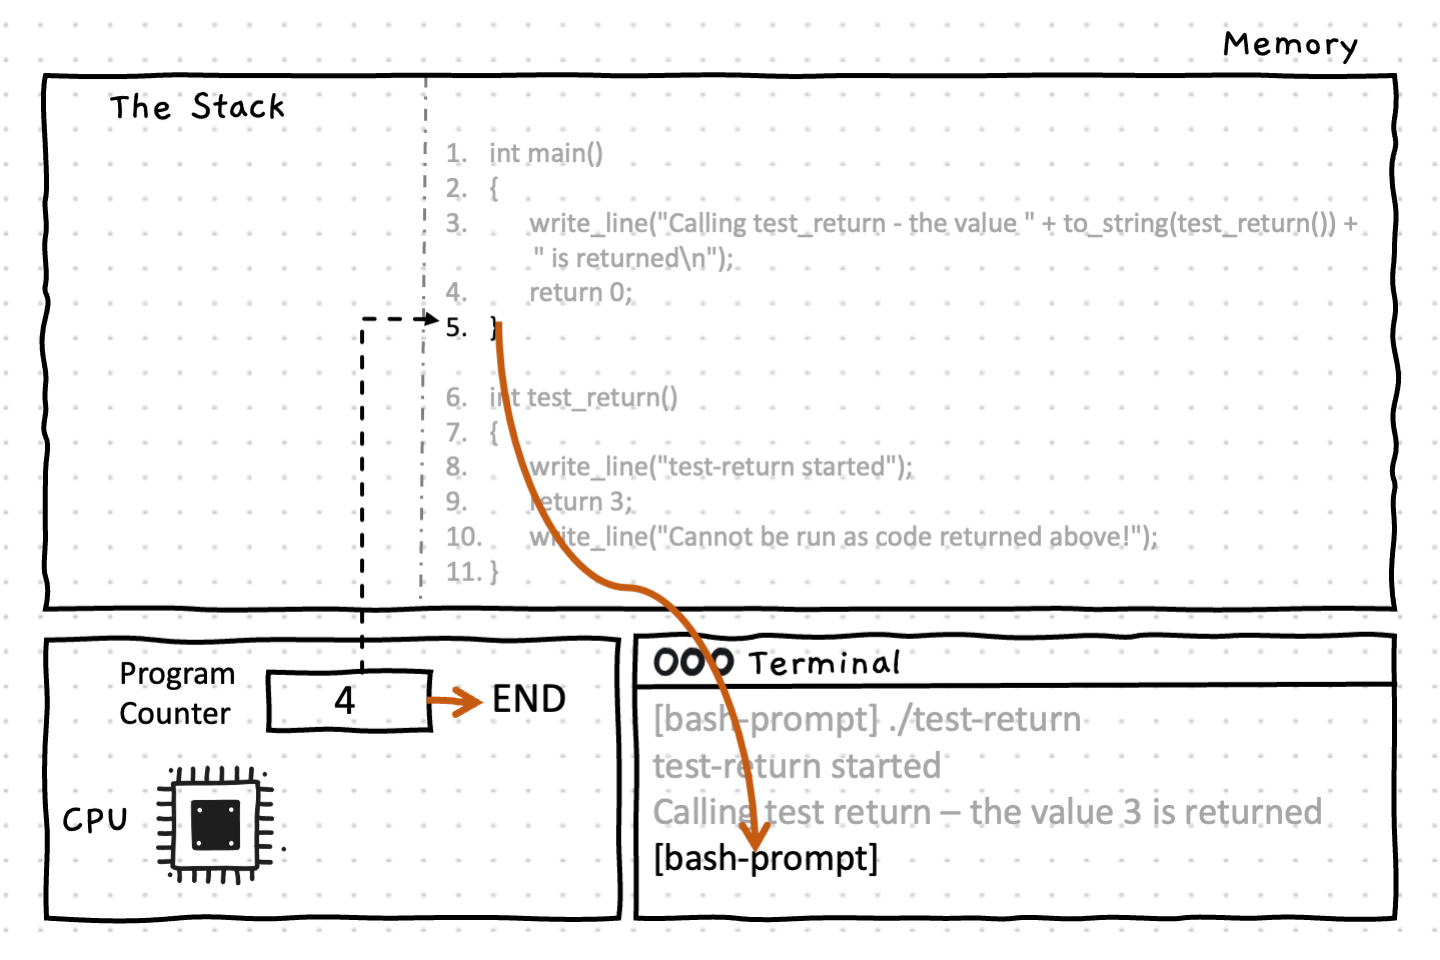 Memory
The Stack
1. int main()
2. {
3. write_line("Calling test_return - the value " + to_string(test_return()) +
" is returned\n");
4. return 0;
5. }
6. int test_return()
7. {
8. write_line("test-return started");
9. return 3;
10. write_line("Cannot be run as code returned above!");
11. }
Program
Counter
4
END
CPU
Terminal
[bash-prompt] ./test-return
test-return started
Calling test return – the value 3 is returned
[bash-prompt]